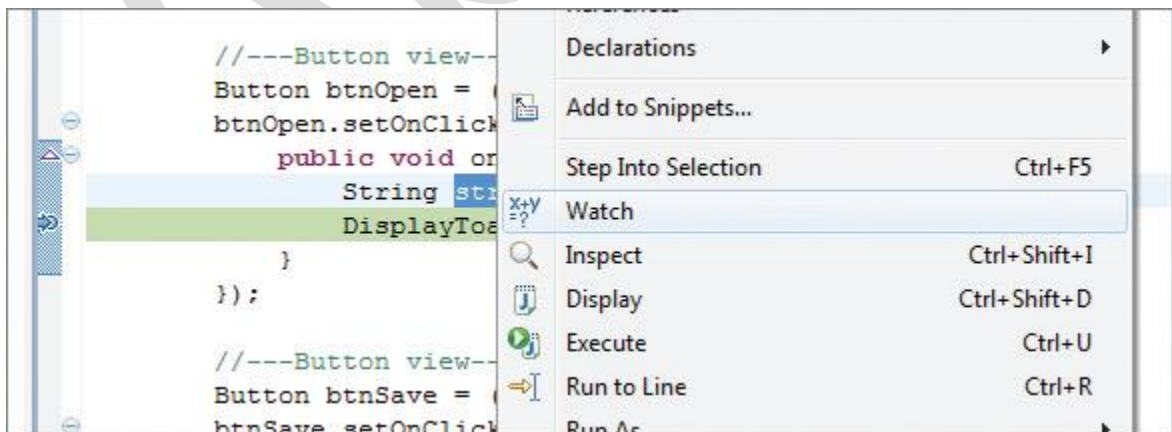 //---Button view--
Button btnOpen = (
btnOpen.setOnClick
public void on
String str
DisplayToa
}
});
//---Button view--
Button btnSave = (
btnSave.setOnClick
References
Declarations
Add to Snippets...
Step Into Selection Ctrl+F5
X+Y
=?
Watch
Inspect Ctrl+Shift+I
Display Ctrl+Shift+D
Execute Ctrl+U
Run to Line Ctrl+R
Run As